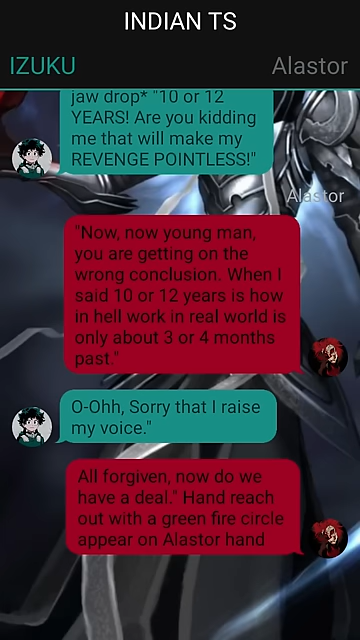 INDIAN TS
IZUKU
Alastor
jaw drop* "10 or 12
YEARS! Are you kidding
me that will make my
REVENGE POINTLESS!"
Alastor
"Now, now young man,
you are getting on the
wrong conclusion. When I
said 10 or 12 years is how
in hell work in real world is
only about 3 or 4 months
past."
O-Ohh, Sorry that I raise
my voice."
All forgiven, now do we
have a deal." Hand reach
out with a green fire circle
appear on Alastor hand